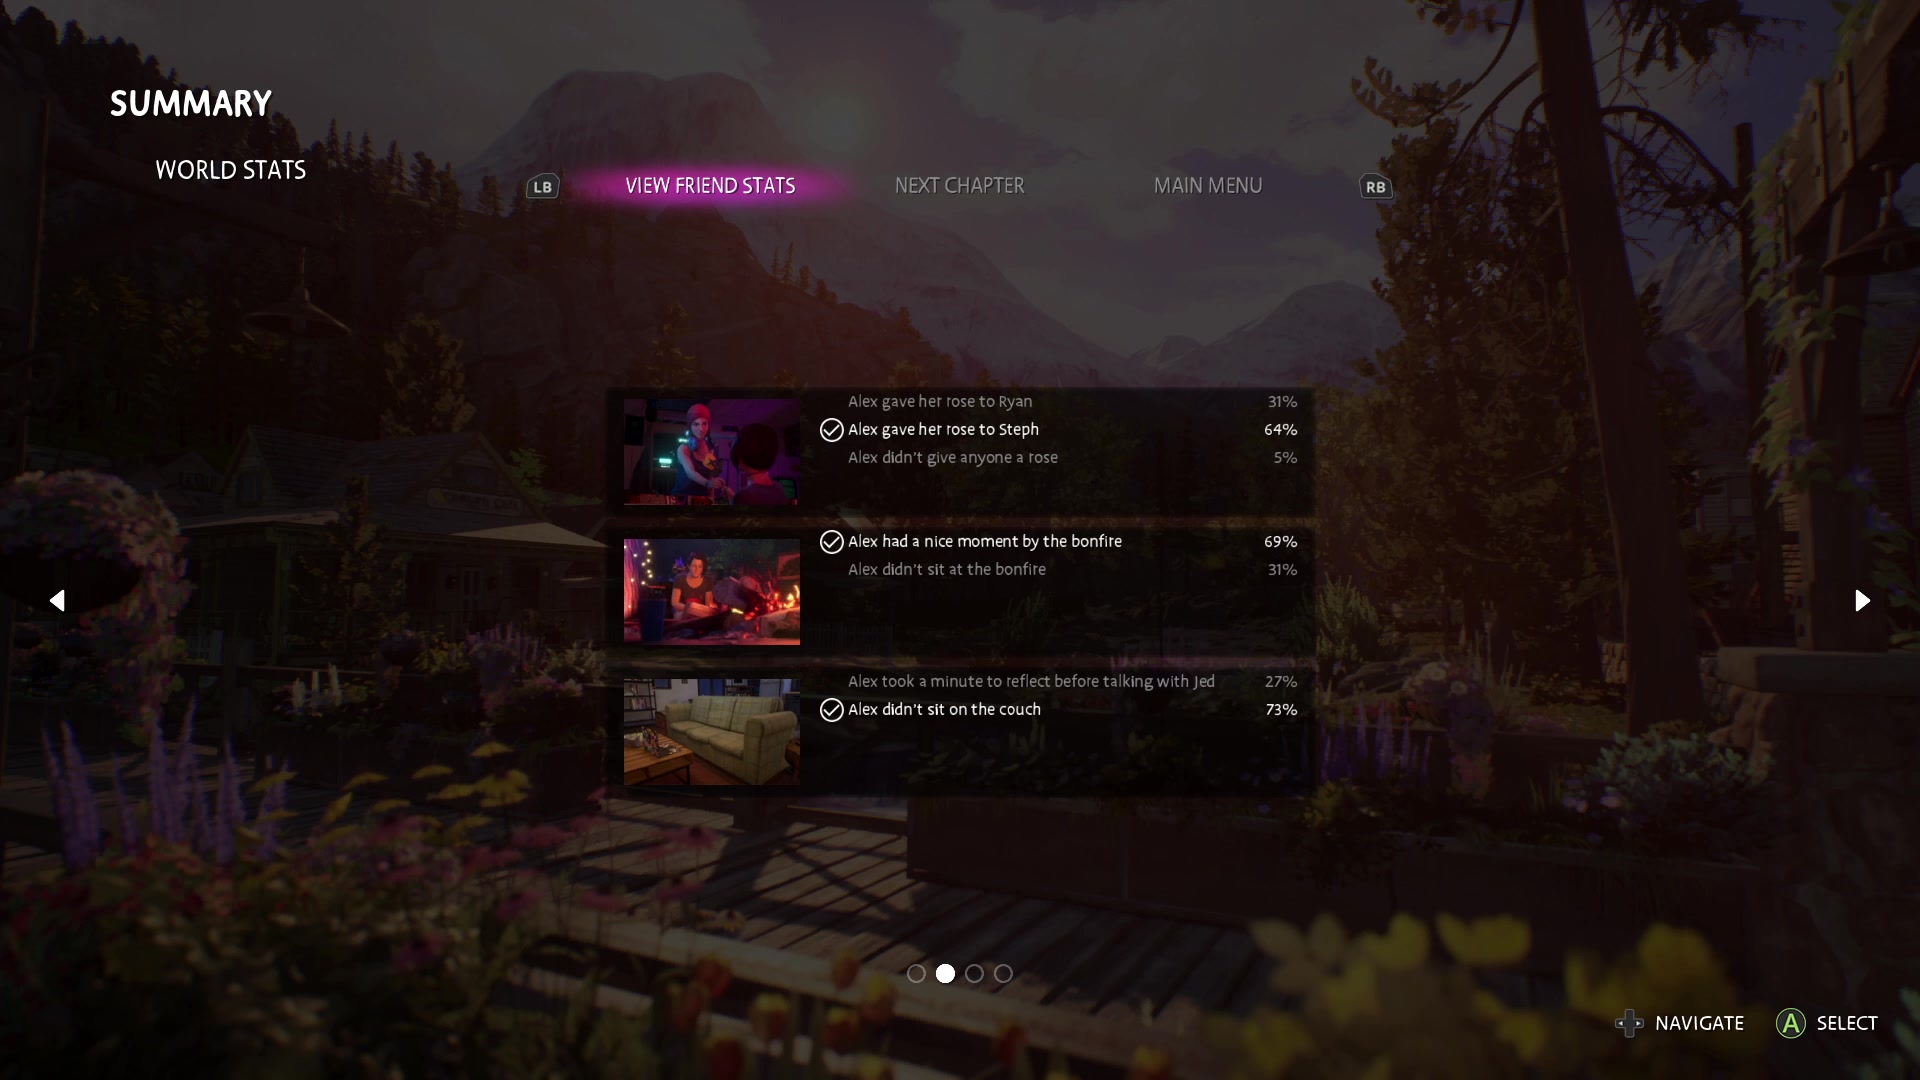 SUMMARY
WORLD STATS
LB
VIEW FRIEND STATS
NEXT CHAPTER
MAIN MENU
RB
Alex gave her rose to Ryan 31%
Alex gave her rose to Steph 64%
Alex didn't give anyone a rose 5%
Alex had a nice moment by the bonfire 69%
Alex didn't sit at the bonfire 31%
Alex took a minute to reflect before talking with Jed 27%
Alex didn't sit on the couch 73%
NAVIGATE
A SELECT